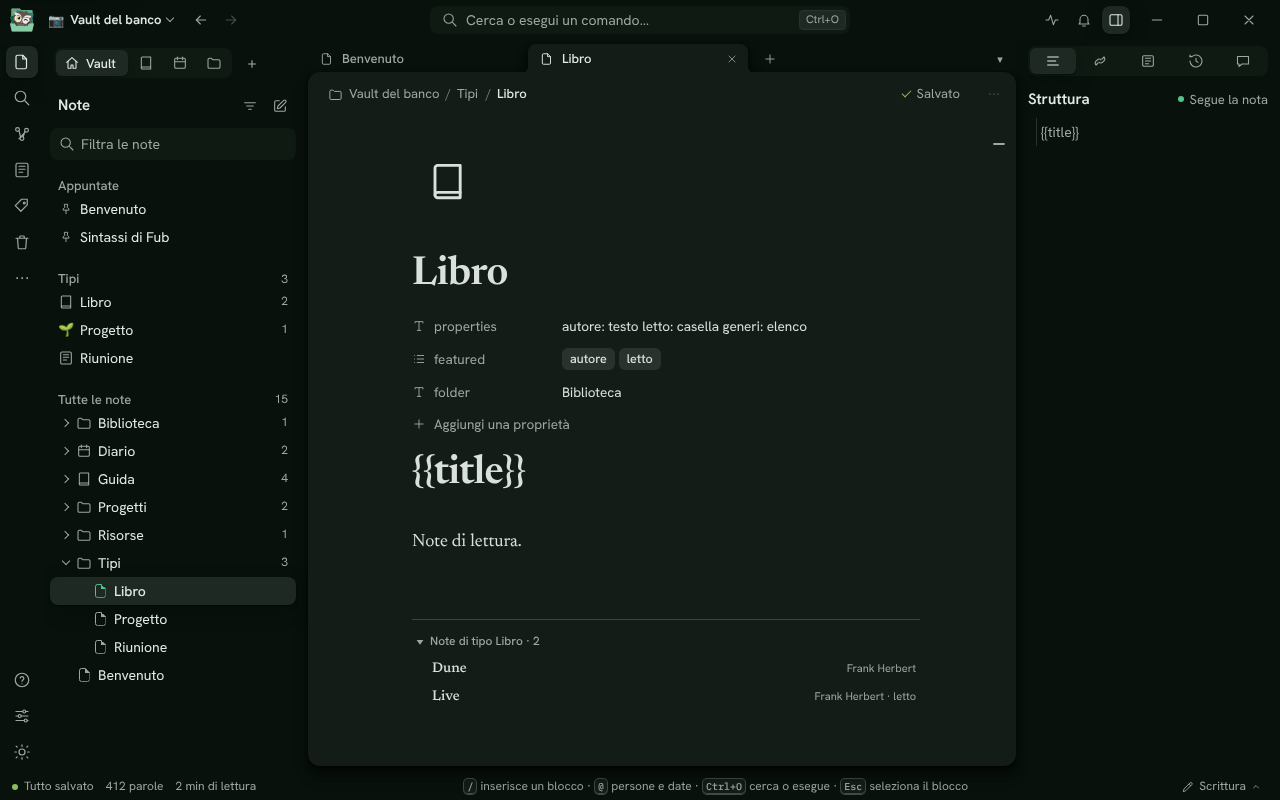 Vault del banco
Cerca o esegui un comando...
Ctrl+O
Vault
Benvenuto
Libro
Note
Filtra le note
Appuntate
Benvenuto
Sintassi di Fub
Tipi 3
Libro 2
Progetto 1
Riunione
Tutte le note 15
Biblioteca 1
Diario 2
Guida 4
Progetti 2
Risorse 1
Tipi 3
Libro
Progetto
Riunione
Benvenuto
Vault del banco / Tipi / Libro
Salvato
Libro
properties autore: testo letto: casella generi: elenco
featured autore letto
folder Biblioteca
Aggiungi una proprietà
{{title}}
Note di lettura.
Note di tipo Libro · 2
Dune Frank Herbert
Live Frank Herbert · letto
Struttura Segue la nota
{{title}}
Tutto salvato 412 parole 2 min di lettura
/ inserisce un blocco · @ persone e date · Ctrl+O cerca o esegue · Esc seleziona il blocco
Scrittura